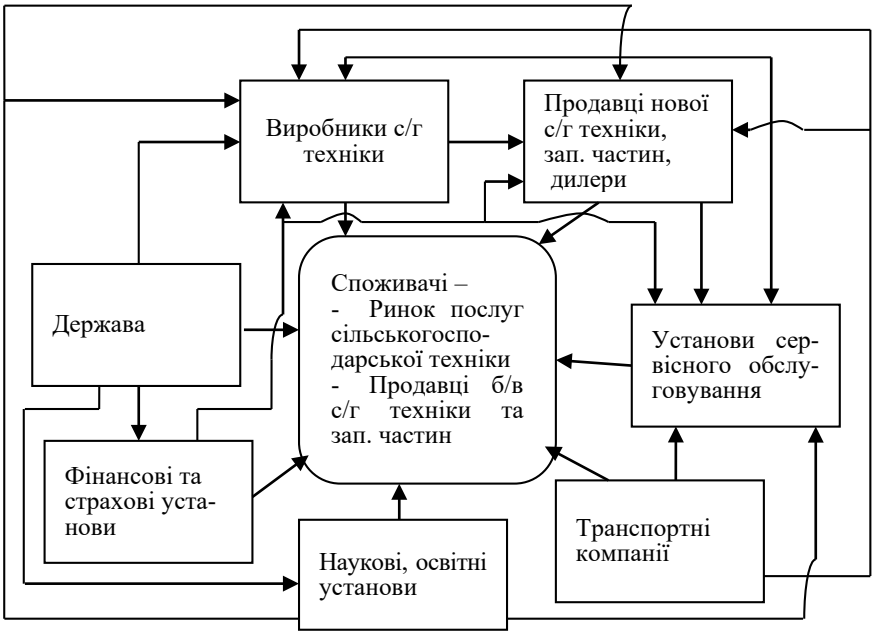 Виробники с/г
техніки
Продавці нової
с/г техніки,
зап. частин,
дилери
Держава
Споживачі –
- Ринок послуг
сільськогоспо-
дарської техніки
- Продавці б/в
с/г техніки та
зап. частин
Установи сер-
вісного обслу-
говування
Фінансові та
страхові уста-
нови
Наукові, освітні
установи
Транспортні
компанії